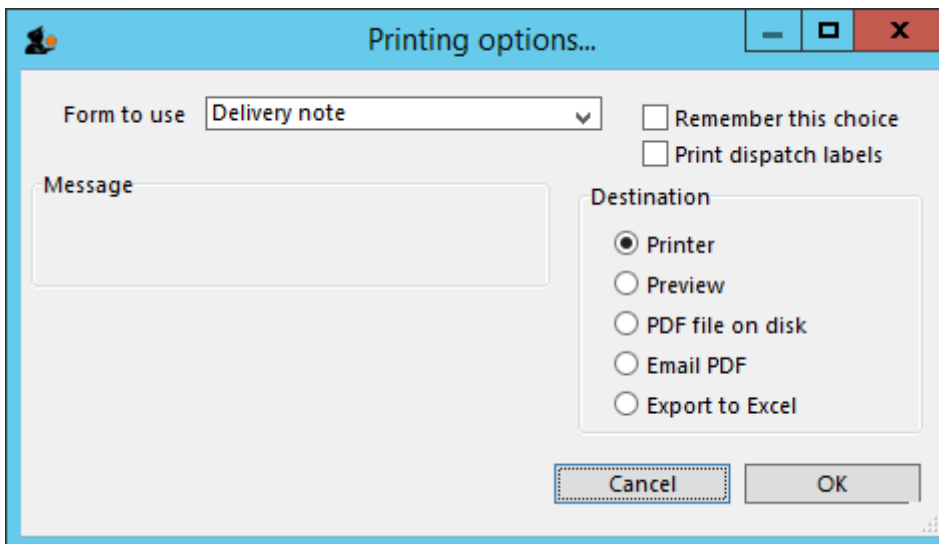 Printing options...
Form to use
Delivery note
Remember this choice
Print dispatch labels
Message
Destination
Printer
Preview
PDF file on disk
Email PDF
Export to Excel
Cancel
OK